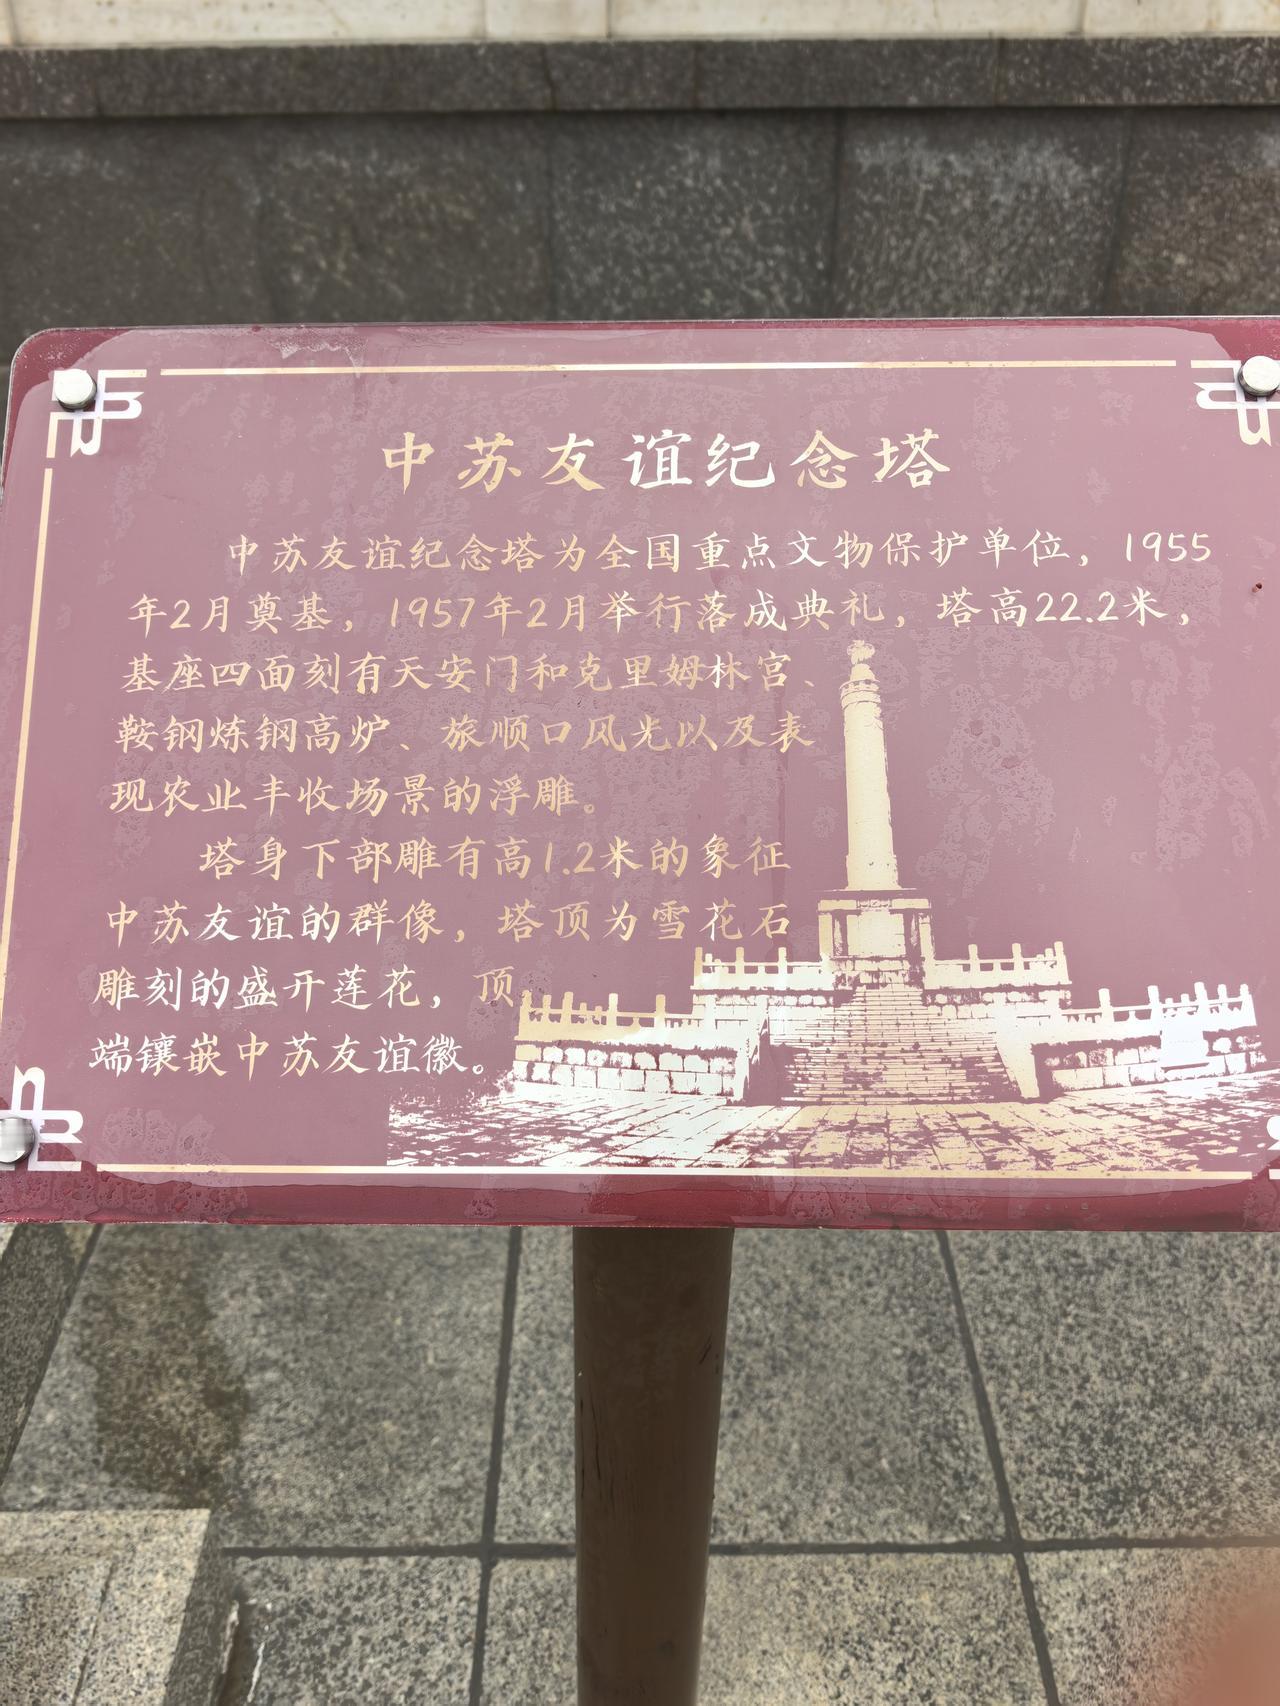 中苏友谊纪念塔
中苏友谊纪念塔为全国重点文物保护单位，1955
年2月奠基，1957年2月举行落成典礼，塔高22.2米，
基座四面刻有天安门和克里姆林宫、
鞍钢炼钢高炉、旅顺口风光以及表
现农业丰收场景的浮雕。
塔身下部雕有高1.2米的象征
中苏友谊的群像，塔顶为雪花石
雕刻的盛开莲花，顶
端镶嵌中苏友谊徽。